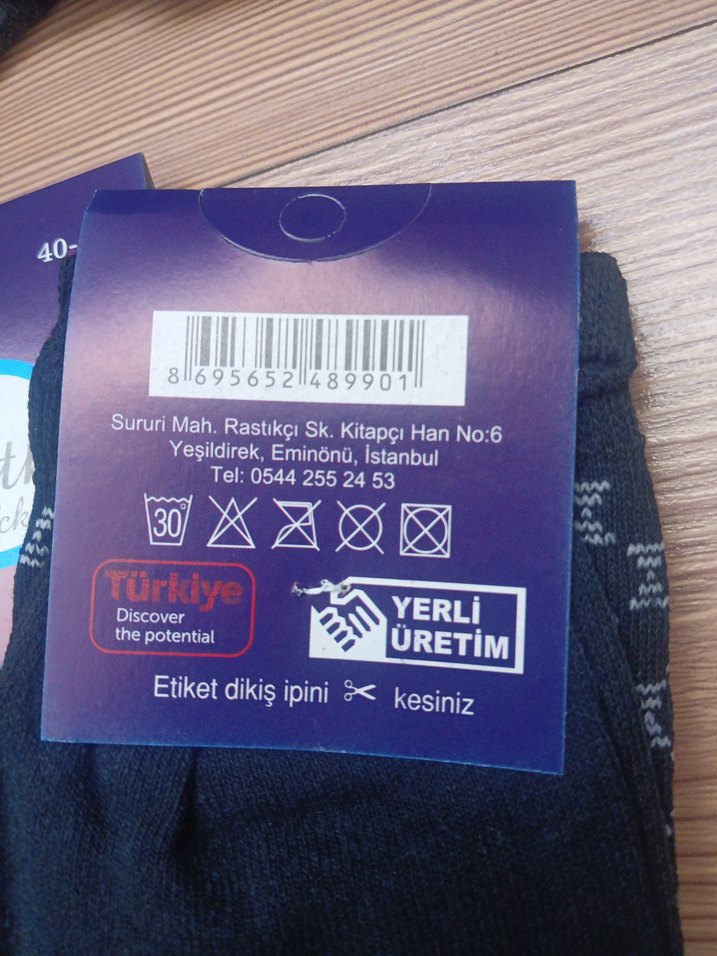 40-
8 695652 489901
Sururi Mah. Rastıkçı Sk. Kitapçı Han No:6
Yeşildirek, Eminönü, İstanbul
Tel: 0544 255 24 53
30°
Türkiye
Discover
the potential
YERLİ
ÜRETİM
Etiket dikiş ipini kesiniz